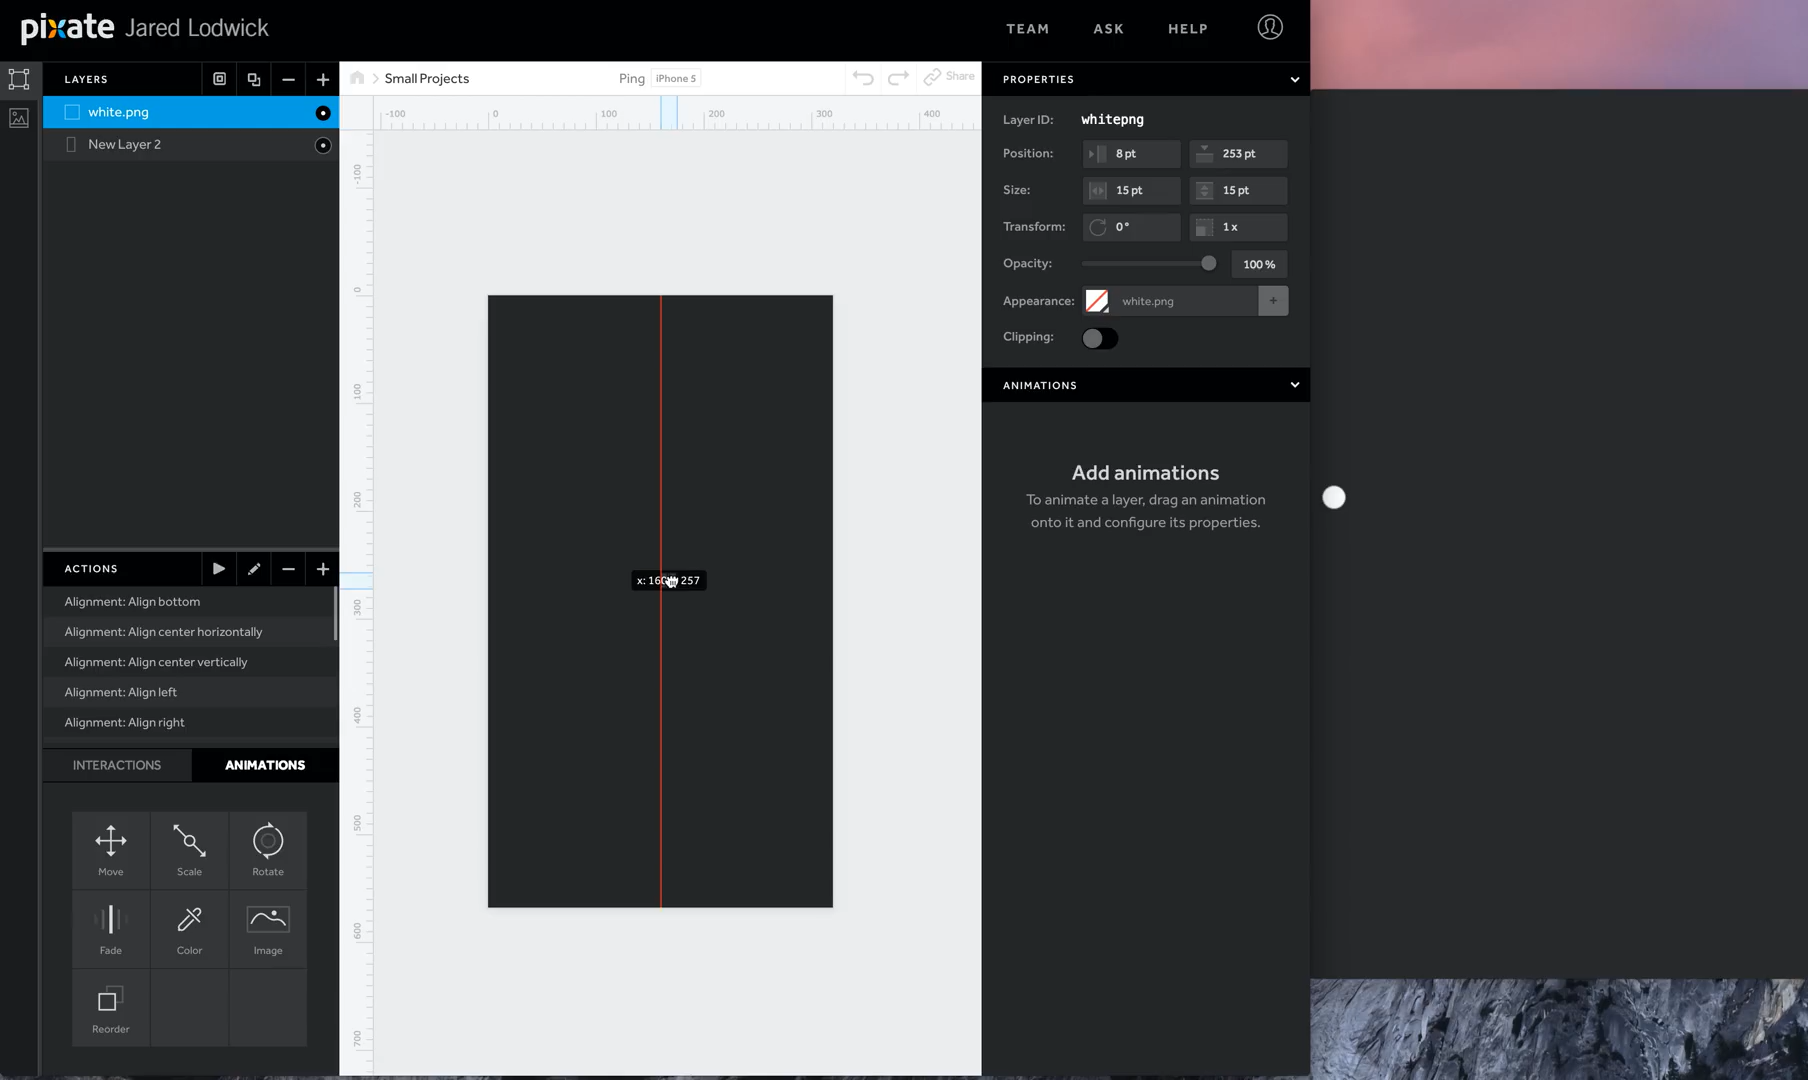 pixate Jared Lodwick
TEAM ASK HELP
LAYERS
white.png
New Layer 2
Small Projects
Ping iPhone 5
Share
-100 0 100 200 300 400
-100
0
100
200
300
400
500
600
700
x: 160 257
ACTIONS
Alignment: Align bottom
Alignment: Align center horizontally
Alignment: Align center vertically
Alignment: Align left
Alignment: Align right
INTERACTIONS ANIMATIONS
Move Scale Rotate
Fade Color Image
Reorder
PROPERTIES
Layer ID: whitepng
Position: 8 pt 253 pt
Size: 15 pt 15 pt
Transform: 0° 1 x
Opacity: 100 %
Appearance: white.png +
Clipping:
ANIMATIONS
Add animations
To animate a layer, drag an animation
onto it and configure its properties.